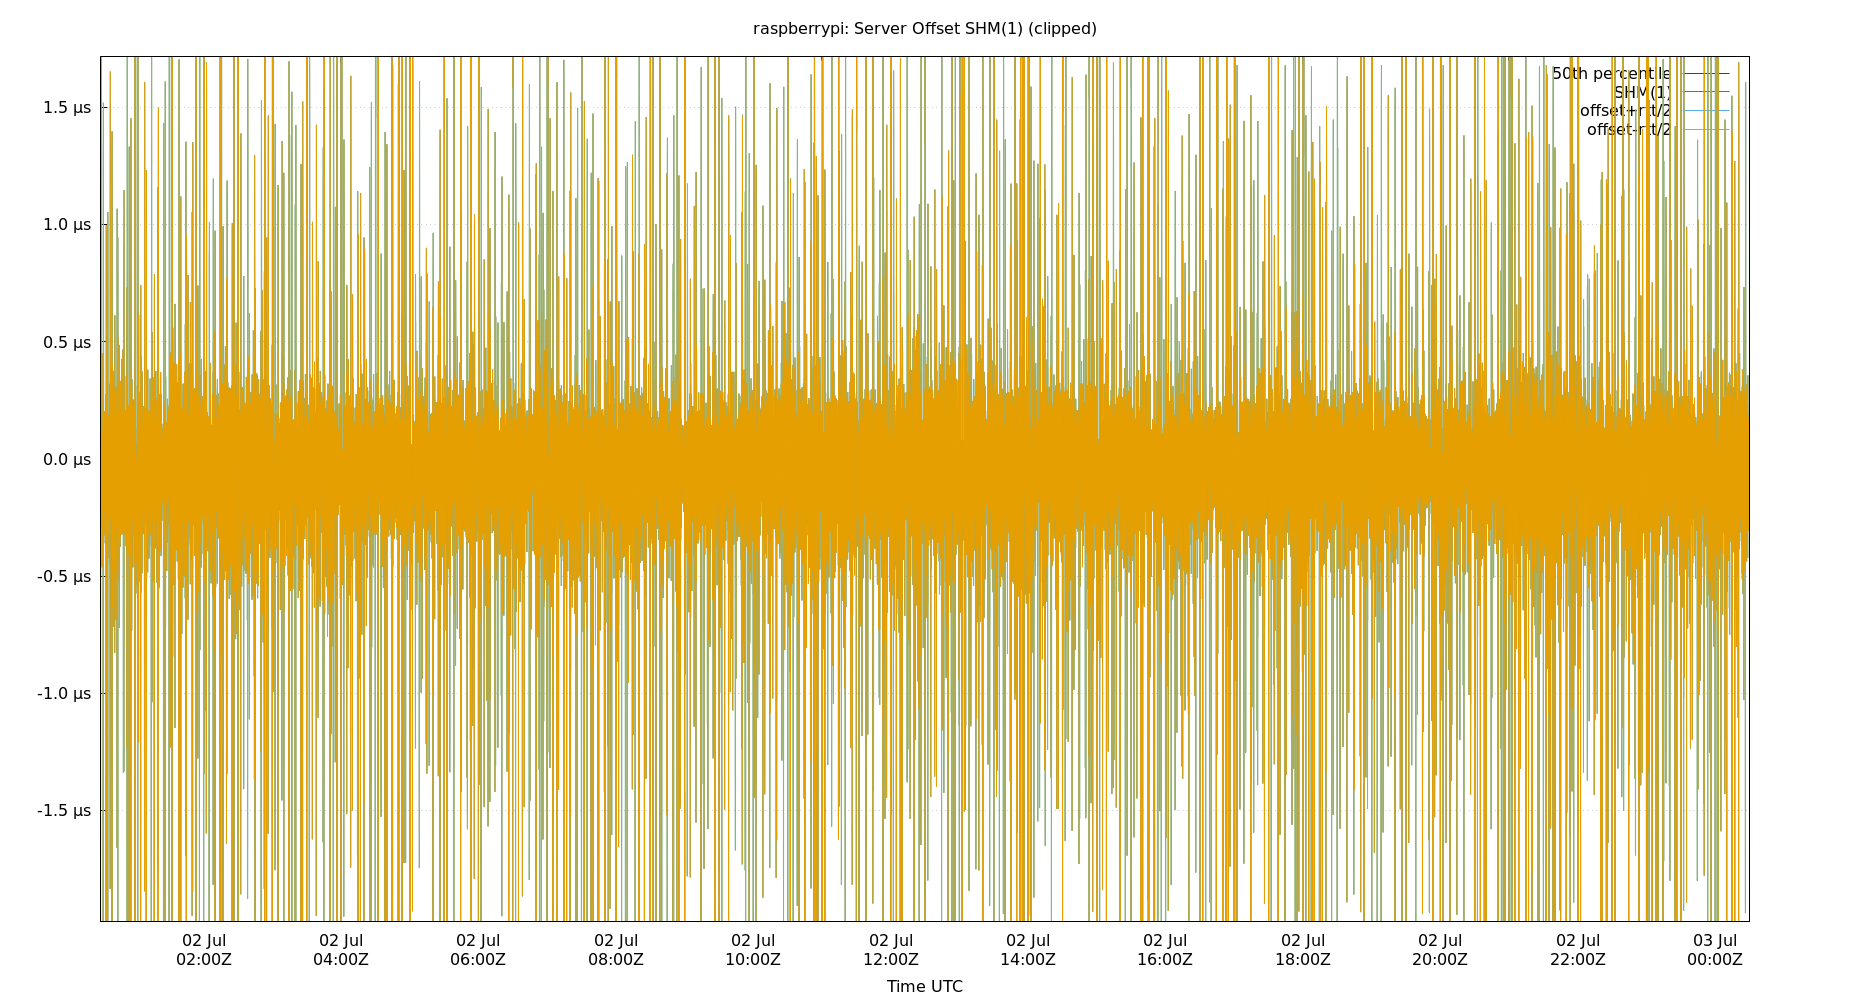 raspberrypi: Server Offset SHM(1) (clipped)
50th percentile
SHM(1)
offset+rtt/2
offset-rtt/2
1.5 µs
1.0 µs
0.5 µs
0.0 µs
-0.5 µs
-1.0 µs
-1.5 µs
02 Jul 02 Jul 02 Jul 02 Jul 02 Jul 02 Jul 02 Jul 02 Jul 02 Jul 02 Jul 02 Jul 03 Jul
02:00Z 04:00Z 06:00Z 08:00Z 10:00Z 12:00Z 14:00Z 16:00Z 18:00Z 20:00Z 22:00Z 00:00Z
Time UTC